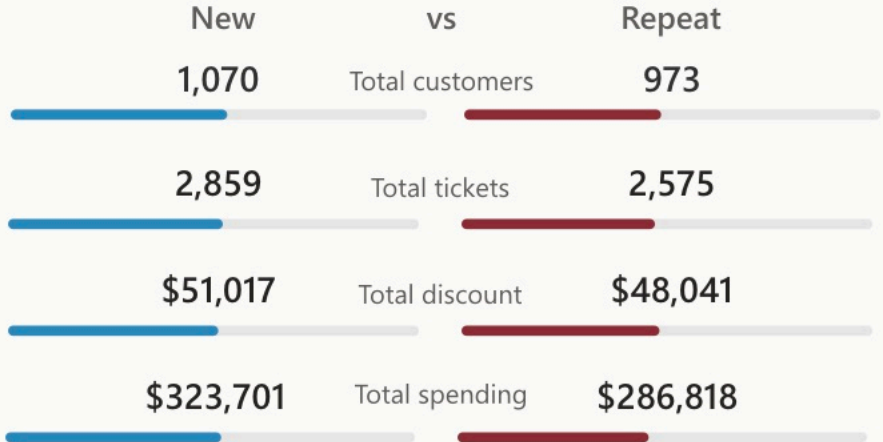 New vs Repeat
1,070 Total customers 973
2,859 Total tickets 2,575
$51,017 Total discount $48,041
$323,701 Total spending $286,818